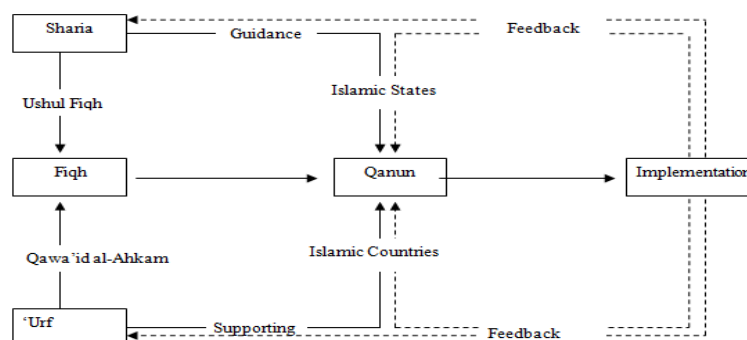 Sharia
Guidance
Feedback
Islamic States
Ushul Fiqh
Fiqh
Qanun
Implementation
Islamic Countries
Qawa'id al-Ahkam
‘Urf
Supporting
Feedback